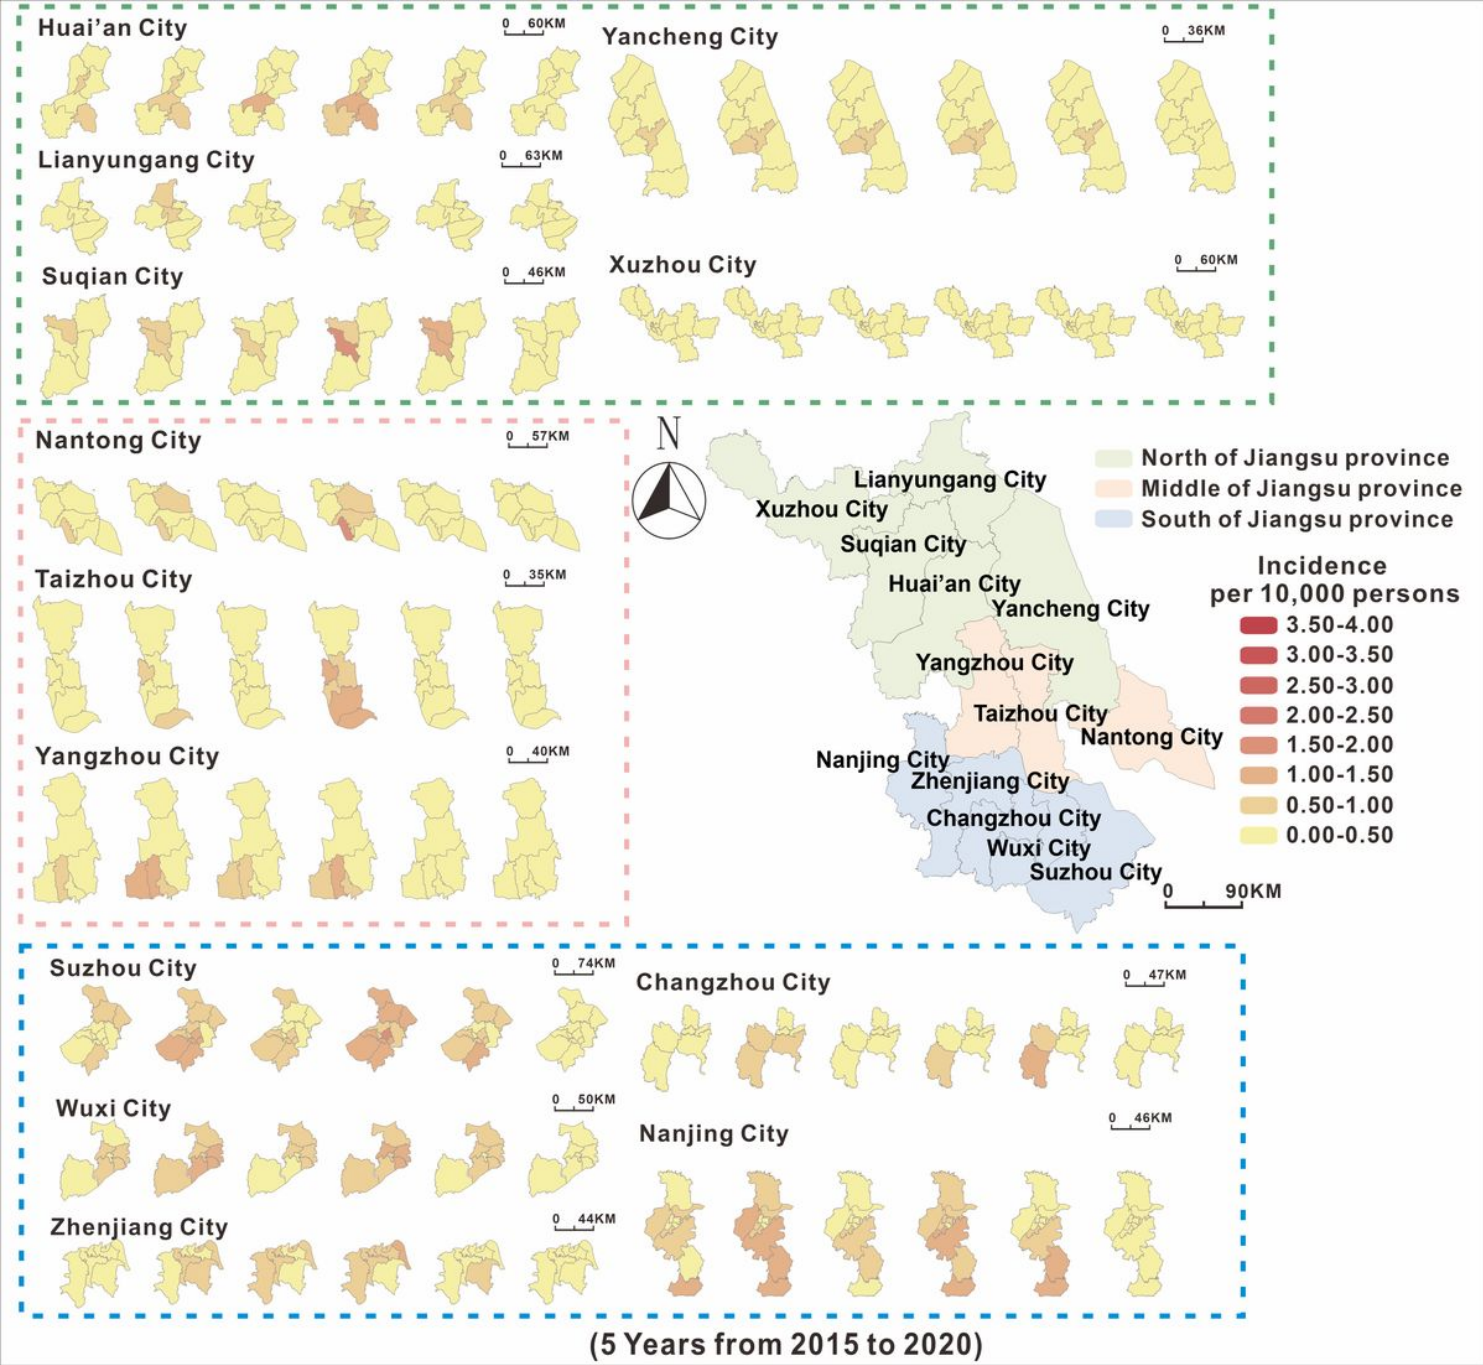 Huai'an City
0 60KM
Yancheng City
0 36KM
Lianyungang City
0 63KM
Suqian City
0 46KM
Xuzhou City
0 60KM
Nantong City
0 57KM
Taizhou City
0 35KM
Yangzhou City
0 40KM
N
Lianyungang City
Xuzhou City
Suqian City
Huai'an City
Yancheng City
Yangzhou City
Taizhou City
Nantong City
Nanjing City
Zhenjiang City
Changzhou City
Wuxi City
Suzhou City
0 90KM
North of Jiangsu province
Middle of Jiangsu province
South of Jiangsu province
Incidence
per 10,000 persons
3.50-4.00
3.00-3.50
2.50-3.00
2.00-2.50
1.50-2.00
1.00-1.50
0.50-1.00
0.00-0.50
Suzhou City
0 74KM
Changzhou City
0 47KM
Wuxi City
0 50KM
Nanjing City
0 46KM
Zhenjiang City
0 44KM
(5 Years from 2015 to 2020)